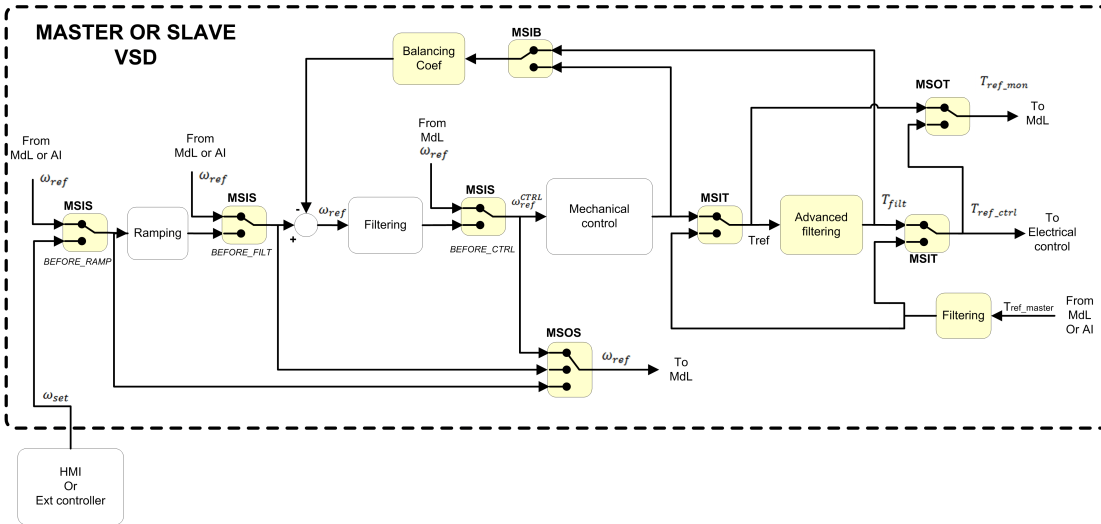 MASTER OR SLAVE
VSD
MSIB
Balancing
Coef
MSOT
T_ref_mon
To
MdL
From
MdL or AI
ω_ref
From
MdL or AI
ω_ref
From
MdL
ω_ref
MSIS
Ramping
BEFORE_RAMP
MSIS
BEFORE_FILT
-
+
ω_ref
Filtering
MSIS
BEFORE_CTRL
ω_ref^CTRL
Mechanical
control
MSIT
Tref
Advanced
filtering
T_filt
MSIT
T_ref_ctrl
To
Electrical
control
Filtering
Tref_master
From
MdL
Or AI
MSOS
ω_ref
To
MdL
ω_set
HMI
Or
Ext controller